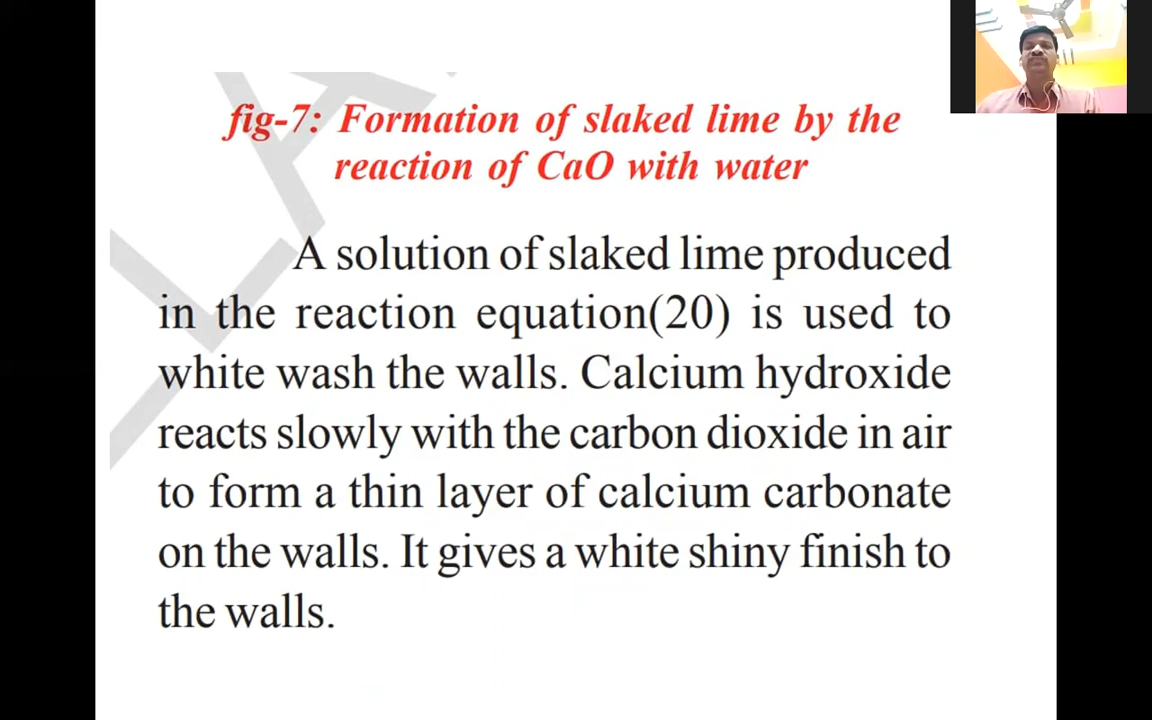 fig-7: Formation of slaked lime by the
reaction of CaO with water
A solution of slaked lime produced
in the reaction equation(20) is used to
white wash the walls. Calcium hydroxide
reacts slowly with the carbon dioxide in air
to form a thin layer of calcium carbonate
on the walls. It gives a white shiny finish to
the walls.